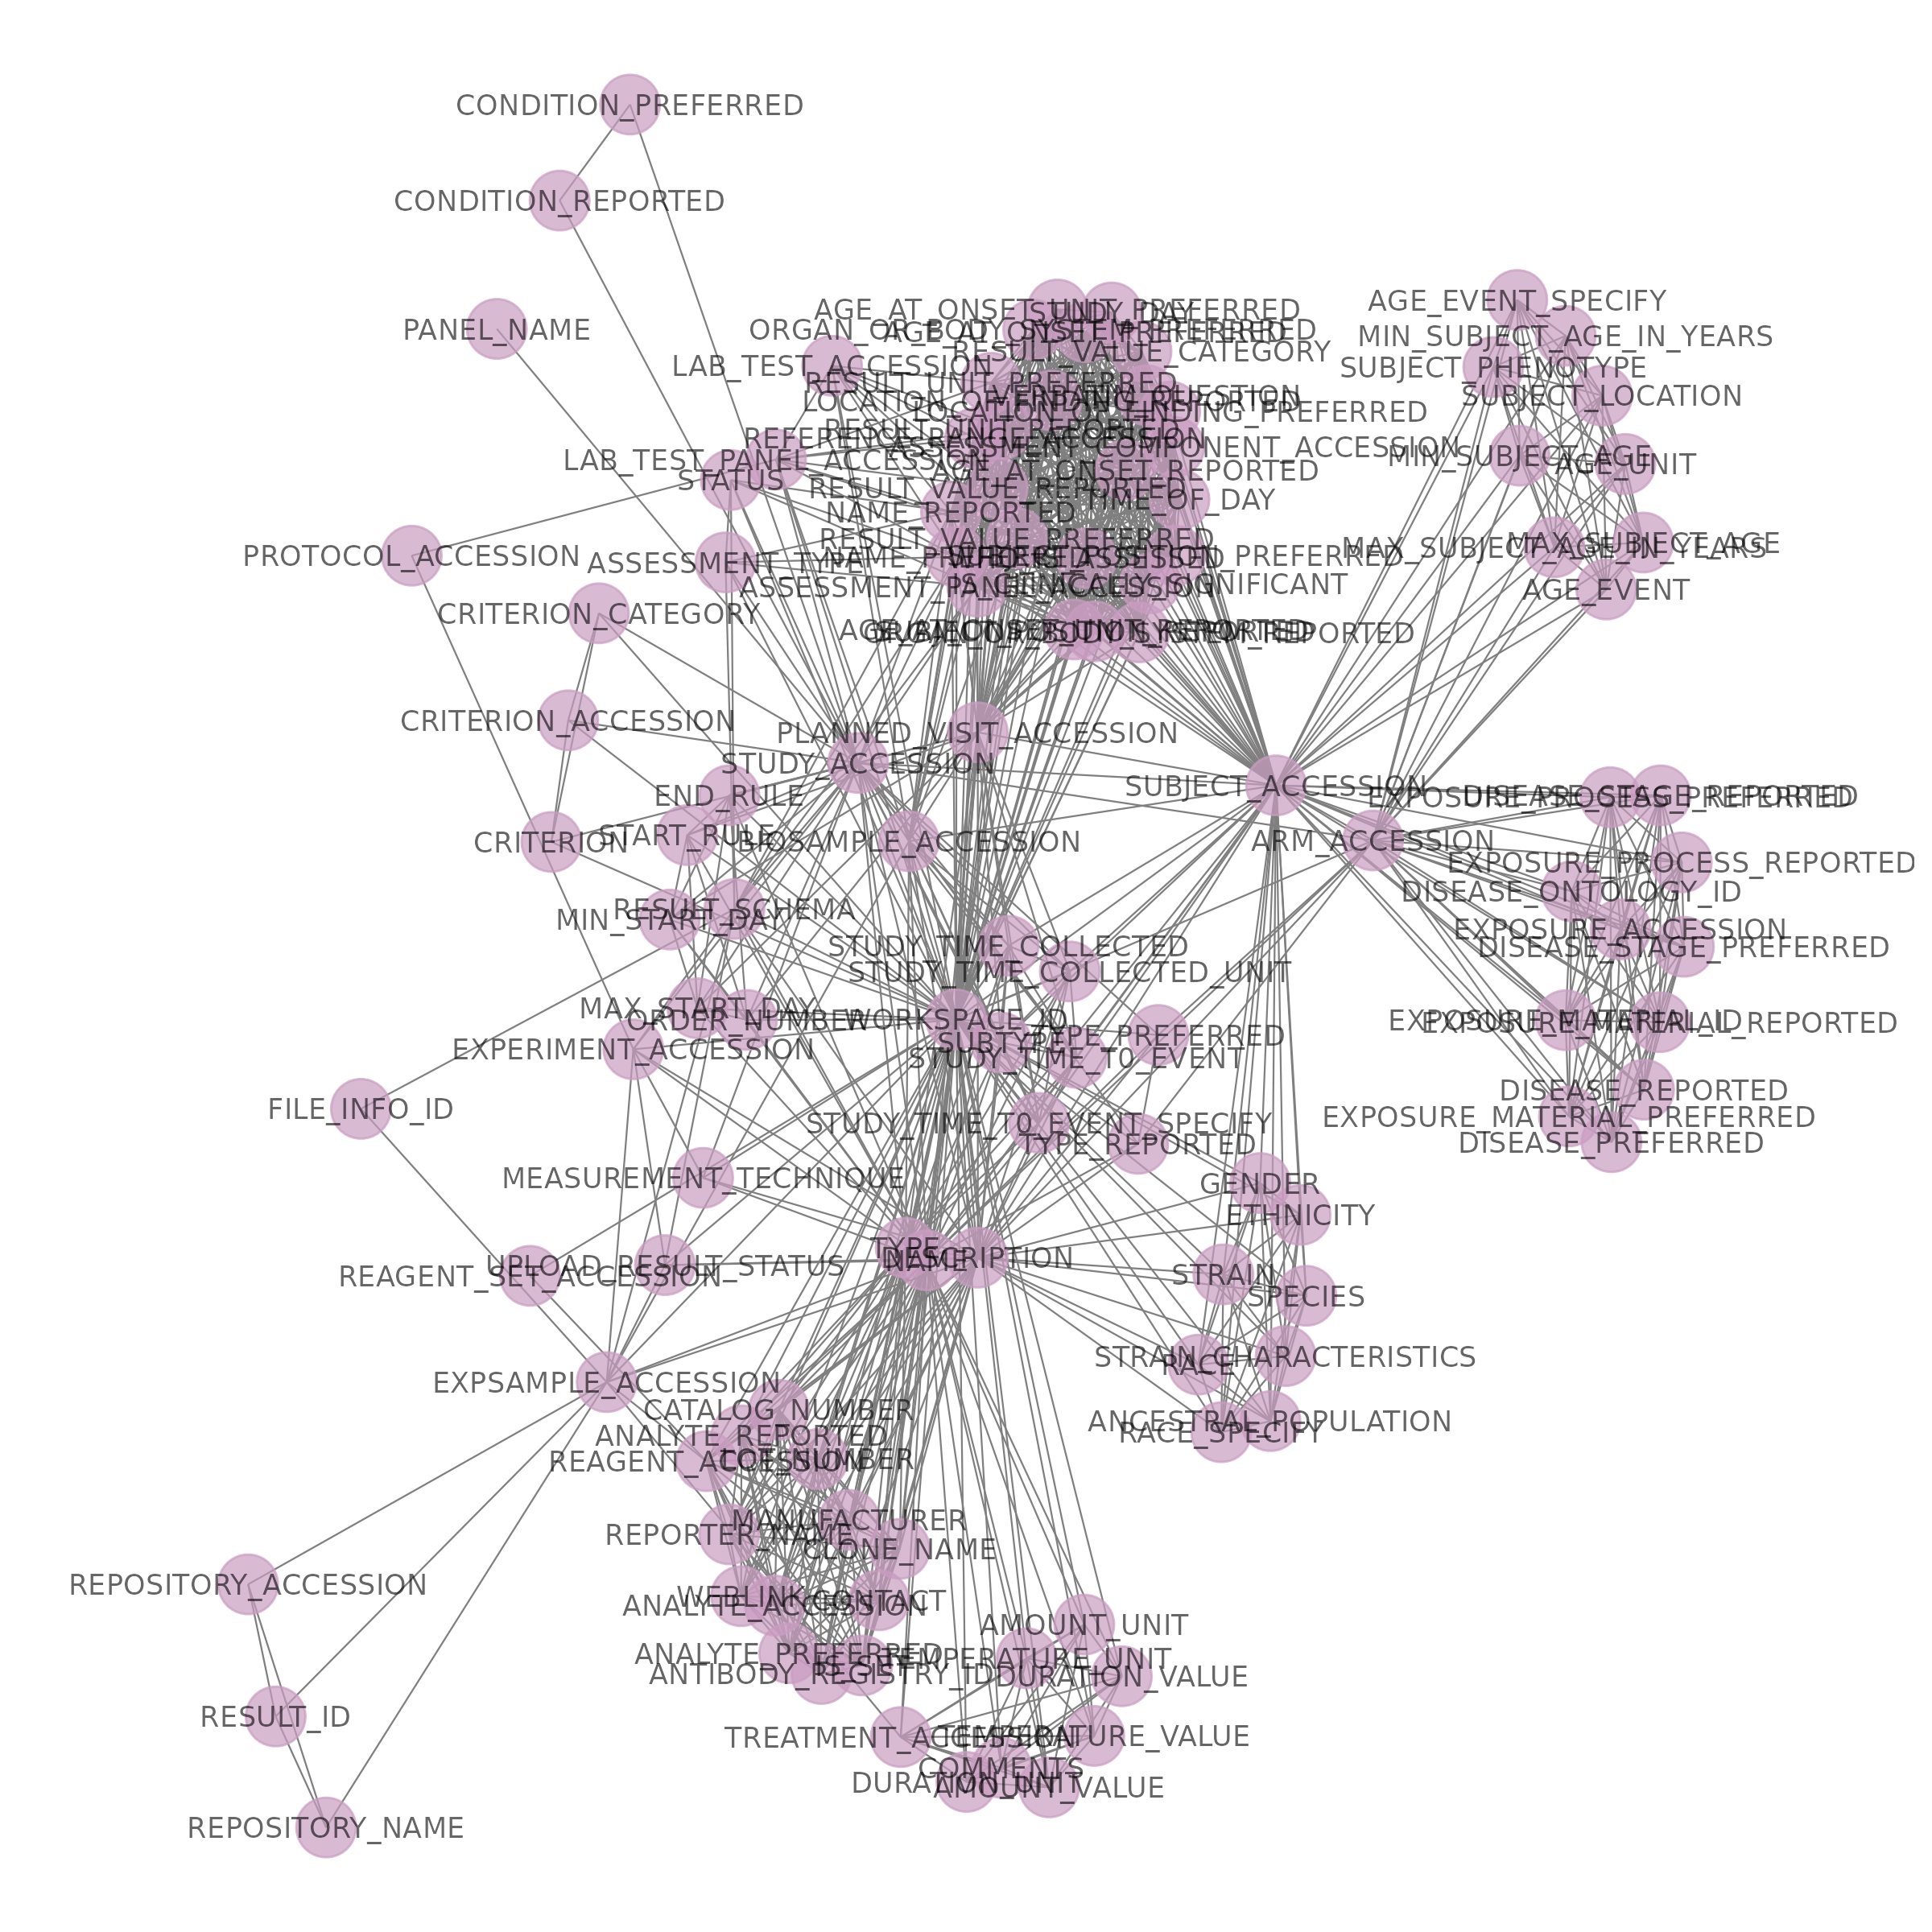 CONDITION_PREFERRED
CONDITION_REPORTED
AGE_EVENT_SPECIFY
AGE_AT_ONSET_UNIT_PREFERRED
STUDY_DAY
PANEL_NAME
ORGAN_OR_BODY_SYSTEM_PREFERRED
AGE_AT_ONSET_PREFERRED
MIN_SUBJECT_AGE_IN_YEARS
RESULT_VALUE_CATEGORY
LAB_TEST_ACCESSION
SUBJECT_PHENOTYPE
RESULT_UNIT_PREFERRED
SUBJECT_LOCATION
LOCATION_OF_FINDING_REPORTED
VERBATIM_QUESTION
LOCATION_OF_FINDING_PREFERRED
RESULT_UNIT_REPORTED
REFERENCE_RANGE_ACCESSION
ASSESSMENT_COMPONENT_ACCESSION
MIN_SUBJECT_AGE
LAB_TEST_PANEL_ACCESSION
AGE_UNIT
AGE_AT_ONSET_REPORTED
STATUS
RESULT_VALUE_REPORTED
TIME_OF_DAY
NAME_REPORTED
RESULT_VALUE_PREFERRED
MAX_SUBJECT_AGE
MAX_SUBJECT_AGE_IN_YEARS
PROTOCOL_ACCESSION
ASSESSMENT_TYPE
NAME_PREFERRED
IS_CLINICALLY_SIGNIFICANT
ASSESSMENT_PANEL_ACCESSION
AGE_EVENT
CRITERION_CATEGORY
AGE_AT_ONSET_UNIT_REPORTED
ORGAN_OR_BODY_SYSTEM_REPORTED
CRITERION_ACCESSION
PLANNED_VISIT_ACCESSION
STUDY_ACCESSION
SUBJECT_ACCESSION
END_RULE
EXPOSURE_PROCESS_PREFERRED
DISEASE_STAGE_REPORTED
START_RULE
CRITERION
BIOSAMPLE_ACCESSION
ARM_ACCESSION
EXPOSURE_PROCESS_REPORTED
DISEASE_ONTOLOGY_ID
RESULT_SCHEMA
MIN_START_DAY
EXPOSURE_ACCESSION
STUDY_TIME_COLLECTED
DISEASE_STAGE_PREFERRED
STUDY_TIME_COLLECTED_UNIT
MAX_START_DAY
ORDER_NUMBER
WORKSPACE_ID
EXPOSURE_MATERIAL_ID
EXPOSURE_MATERIAL_REPORTED
TYPE_PREFERRED
SUBTYPE
EXPERIMENT_ACCESSION
STUDY_TIME_T0_EVENT
DISEASE_REPORTED
FILE_INFO_ID
EXPOSURE_MATERIAL_PREFERRED
STUDY_TIME_T0_EVENT_SPECIFY
TYPE_REPORTED
DISEASE_PREFERRED
MEASUREMENT_TECHNIQUE
GENDER
ETHNICITY
TYPE
DESCRIPTION
NAME
UPLOAD_RESULT_STATUS
REAGENT_SET_ACCESSION
STRAIN
SPECIES
STRAIN_CHARACTERISTICS
RACE
EXPSAMPLE_ACCESSION
CATALOG_NUMBER
ANCESTRAL_POPULATION
RACE_SPECIFY
ANALYTE_REPORTED
REAGENT_ACCESSION
LOT_NUMBER
MANUFACTURER
REPORTER_NAME
CLONE_NAME
REPOSITORY_ACCESSION
WEBLINK
CONTACT
ANALYTE_ACCESSION
AMOUNT_UNIT
ANALYTE_PREFERRED
IS_SET
TEMPERATURE_UNIT
ANTIBODY_REGISTRY_ID
DURATION_VALUE
RESULT_ID
TREATMENT_ACCESSION
TEMPERATURE_VALUE
COMMENTS
DURATION_UNIT
AMOUNT_VALUE
REPOSITORY_NAME